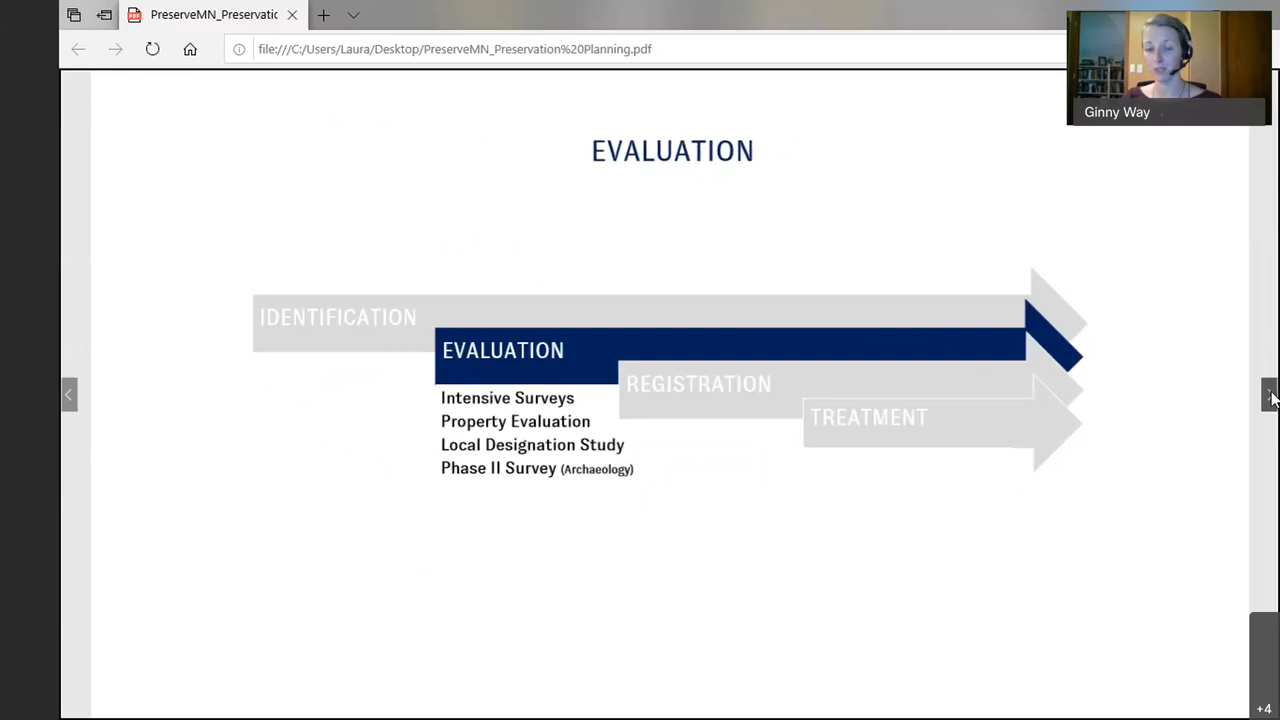 PreserveMN_Preservatic
file:///C:/Users/Laura/Desktop/PreserveMN_Preservation%20Planning.pdf
Ginny Way
EVALUATION
IDENTIFICATION
EVALUATION
REGISTRATION
TREATMENT
Intensive Surveys
Property Evaluation
Local Designation Study
Phase II Survey (Archaeology)
+4